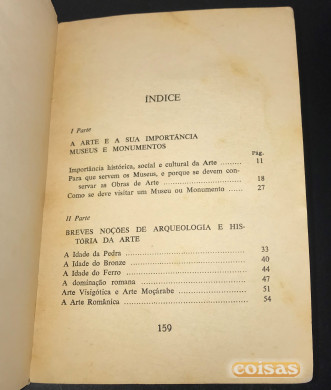 INDICE
I Parte
A ARTE E A SUA IMPORTÂNCIA
MUSEUS E MONUMENTOS
Pág.
Importância histórica, social e cultural da Arte ........ 11
Para que servem os Museus, e porque se devem con-
servar as Obras de Arte .................... 18
Como se deve visitar um Museu ou Monumento ...... 27
II Parte
BREVES NOÇÕES DE ARQUEOLOGIA E HIS-
TÓRIA DA ARTE
A Idade da Pedra .............................. 33
A Idade do Bronze .............................. 40
A Idade do Ferro .............................. 44
A dominação romana .............................. 47
Arte Visigótica e Arte Moçárabe .................... 51
A Arte Românica .............................. 54
159
coisas